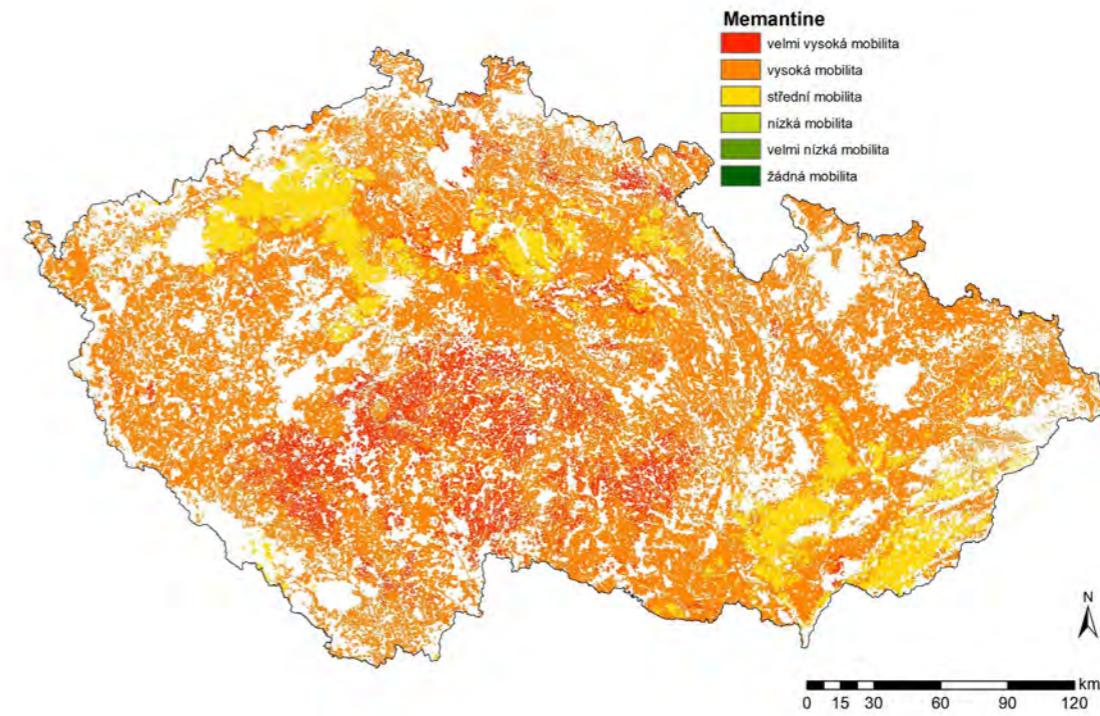 Memantine
velmi vysoká mobilita
vysoká mobilita
střední mobilita
nízká mobilita
velmi nízká mobilita
žádná mobilita
N
km
0 15 30 60 90 120